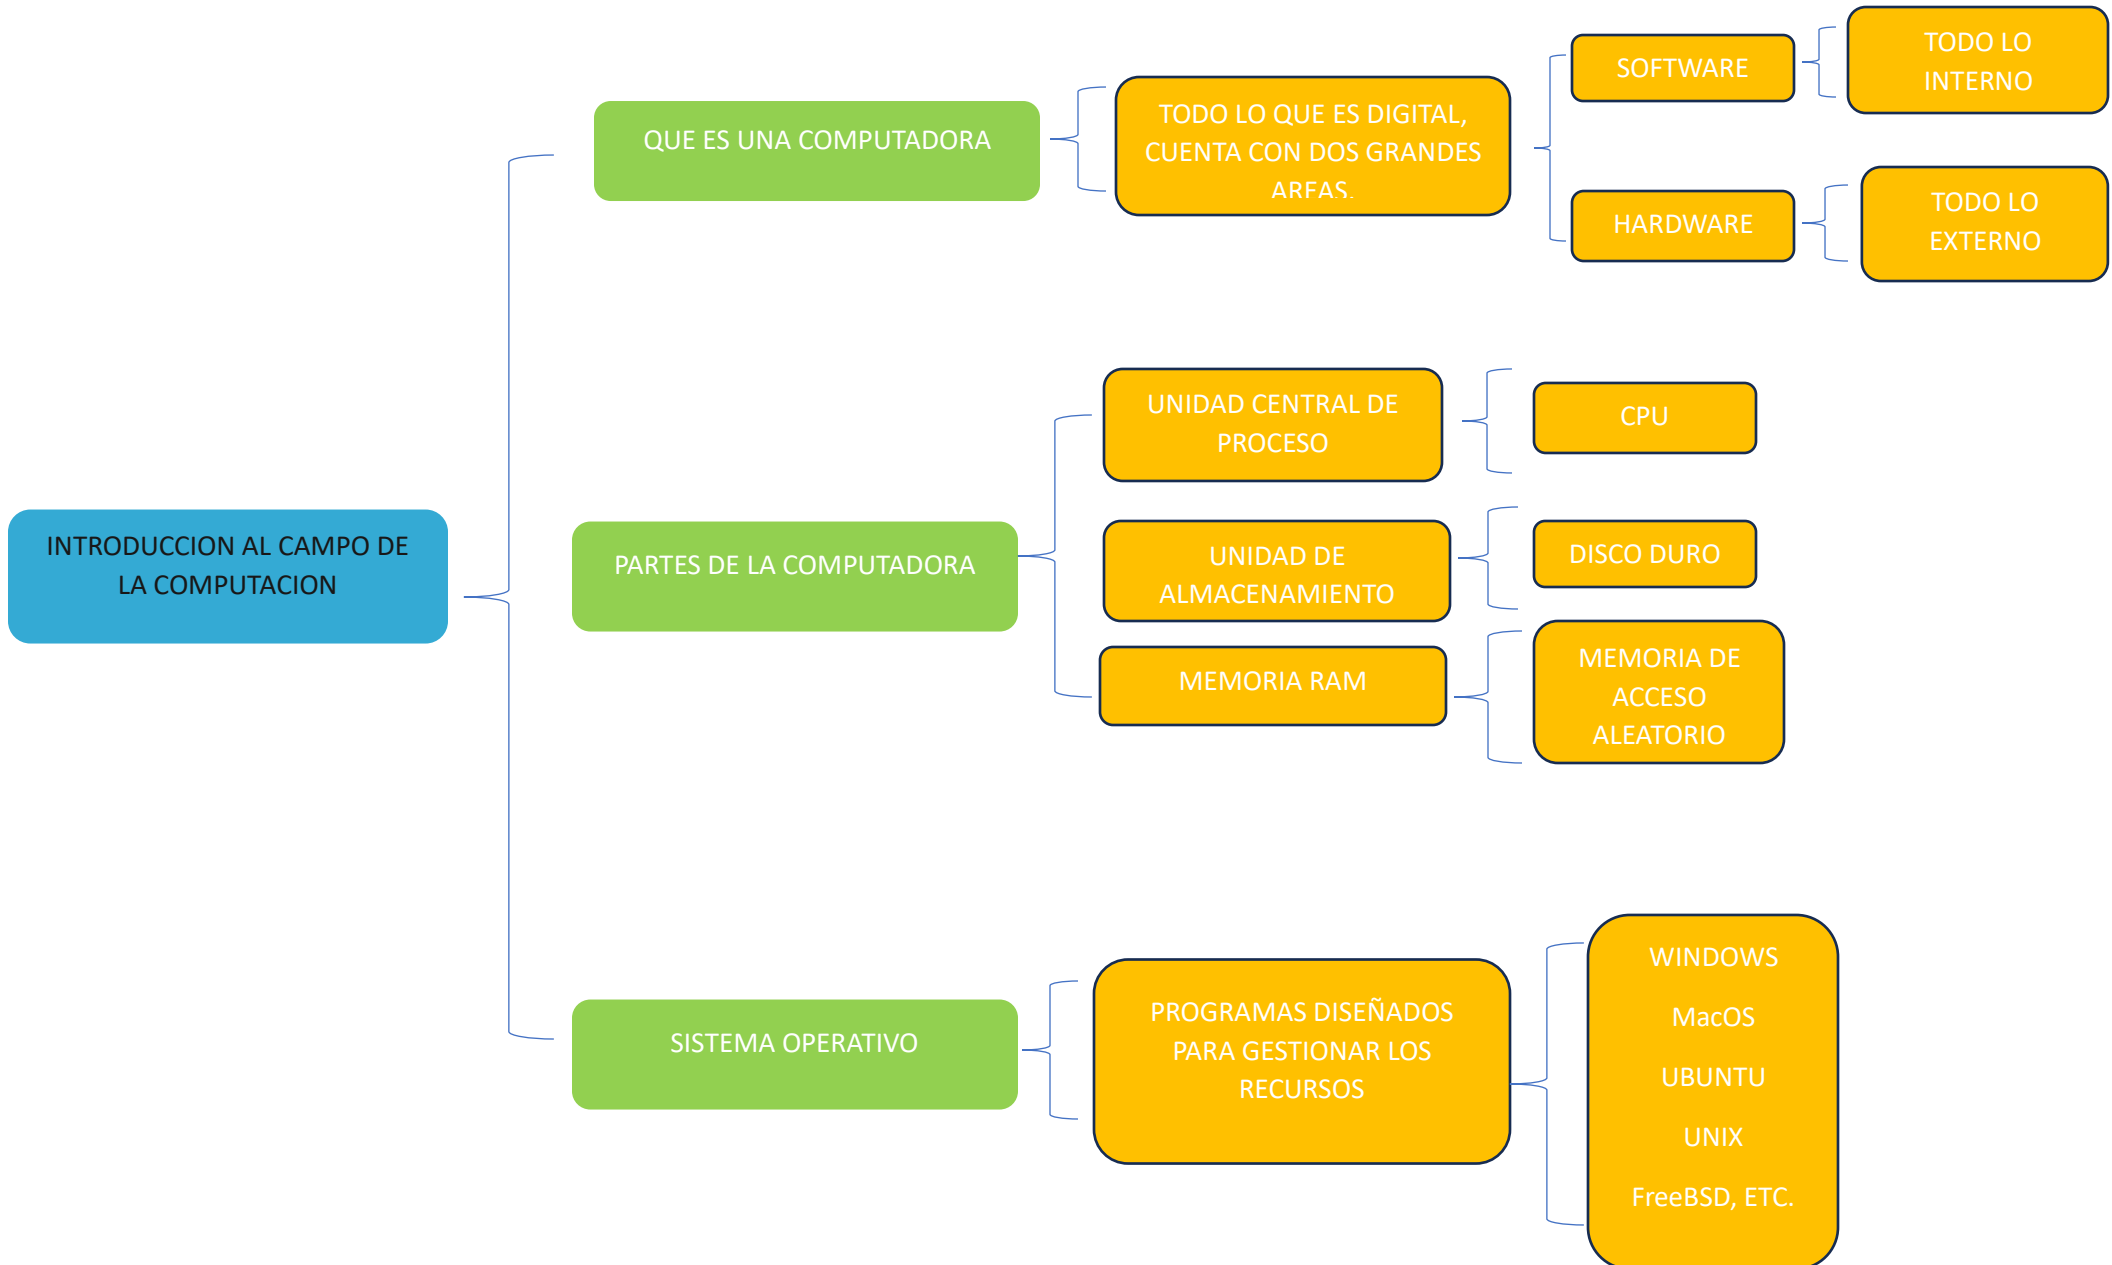 INTRODUCCION AL CAMPO DE
LA COMPUTACION
QUE ES UNA COMPUTADORA
TODO LO QUE ES DIGITAL,
CUENTA CON DOS GRANDES
AREAS.
SOFTWARE
TODO LO
INTERNO
HARDWARE
TODO LO
EXTERNO
PARTES DE LA COMPUTADORA
UNIDAD CENTRAL DE
PROCESO
CPU
UNIDAD DE
ALMACENAMIENTO
DISCO DURO
MEMORIA RAM
MEMORIA DE
ACCESO
ALEATORIO
SISTEMA OPERATIVO
PROGRAMAS DISEÑADOS
PARA GESTIONAR LOS
RECURSOS
WINDOWS
MacOS
UBUNTU
UNIX
FreeBSD, ETC.